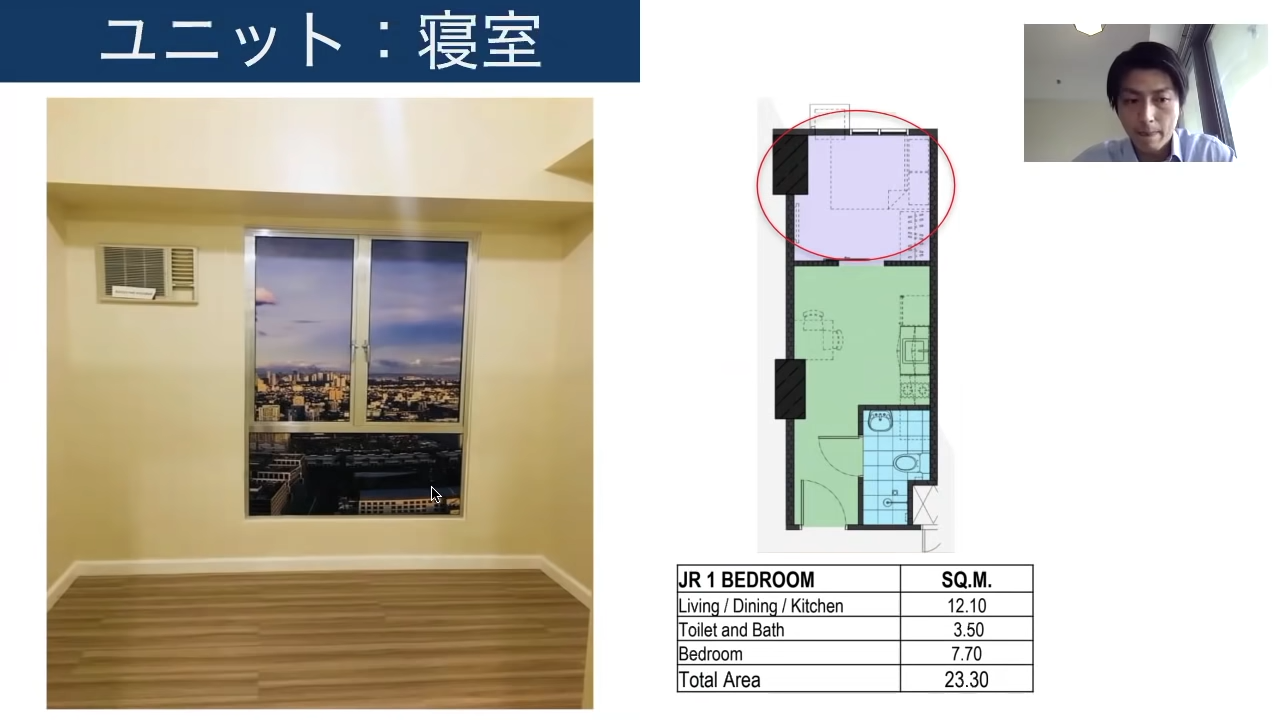 ユニット：寝室
JR 1 BEDROOM SQ.M.
Living / Dining / Kitchen 12.10
Toilet and Bath 3.50
Bedroom 7.70
Total Area 23.30